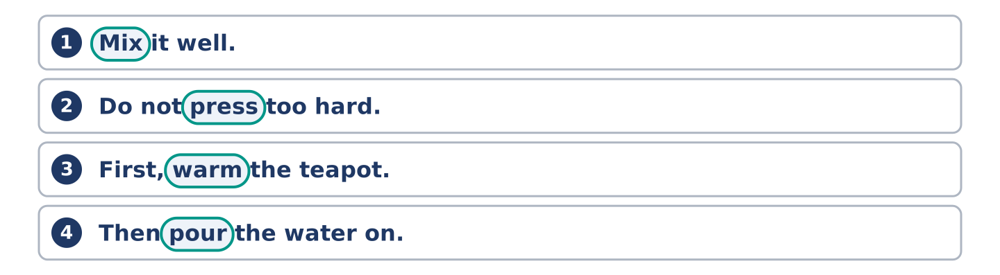 1 Mix it well.
2 Do not press too hard.
3 First, warm the teapot.
4 Then pour the water on.